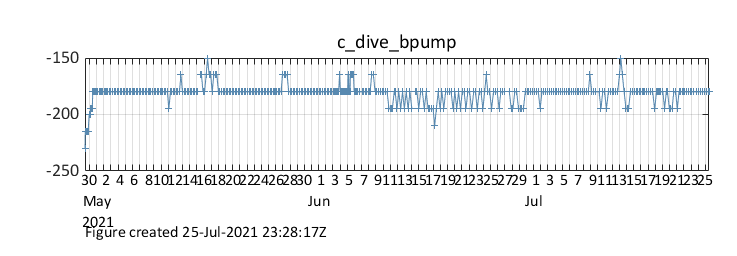 c_dive_bpump
-150
-200
-250
30 2 4 6 8 10 12 14 16 18 20 22 24 26 28 30 1 3 5 7 9 11 13 15 17 19 21 23 25 27 29 1 3 5 7 9 11 13 15 17 19 21 23 25
May Jun Jul
2021
Figure created 25-Jul-2021 23:28:17Z